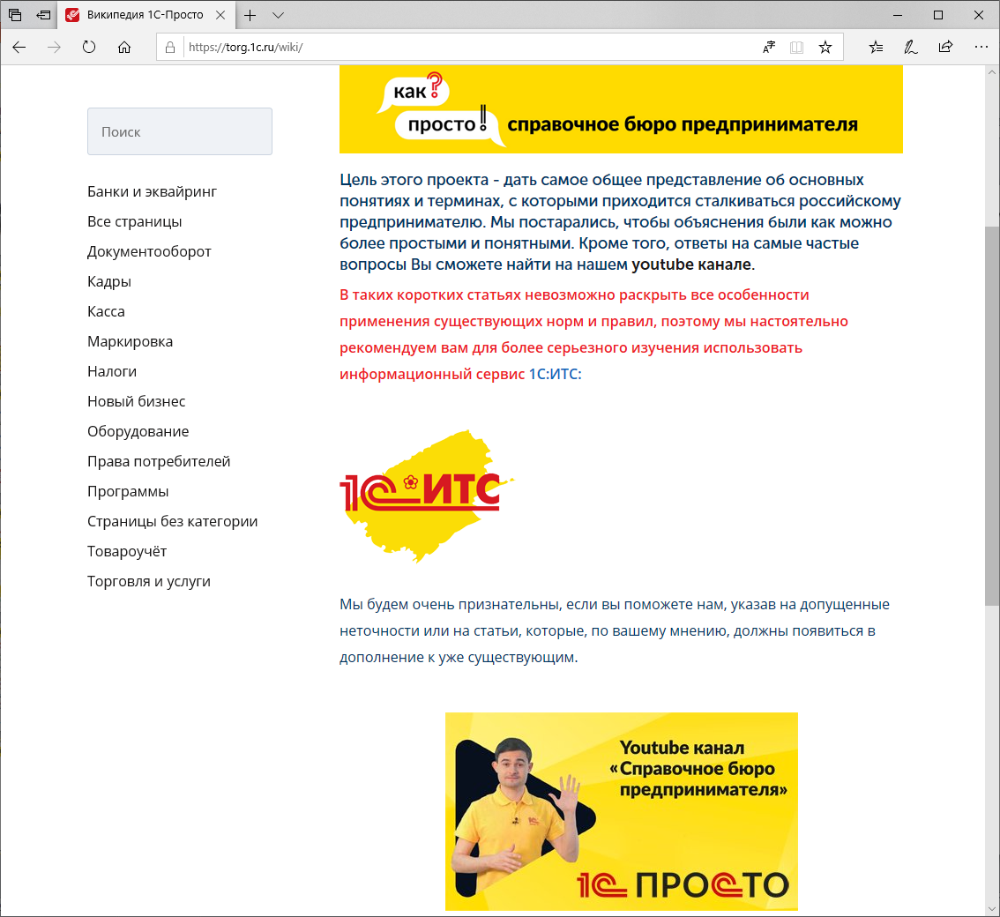 Википедия 1С-Просто
https://torg.1c.ru/wiki/
как?
просто!
справочное бюро предпринимателя
Поиск
Банки и эквайринг
Все страницы
Документооборот
Кадры
Касса
Маркировка
Налоги
Новый бизнес
Оборудование
Права потребителей
Программы
Страницы без категории
Товароучёт
Торговля и услуги
Цель этого проекта - дать самое общее представление об основных
понятиях и терминах, с которыми приходится сталкиваться российскому
предпринимателю. Мы постарались, чтобы объяснения были как можно
более простыми и понятными. Кроме того, ответы на самые частые
вопросы Вы сможете найти на нашем youtube канале.
В таких коротких статьях невозможно раскрыть все особенности
применения существующих норм и правил, поэтому мы настоятельно
рекомендуем вам для более серьезного изучения использовать
информационный сервис 1С:ИТС:
1С ИТС
Мы будем очень признательны, если вы поможете нам, указав на допущенные
неточности или на статьи, которые, по вашему мнению, должны появиться в
дополнение к уже существующим.
Youtube канал
«Справочное бюро
предпринимателя»
1С
1С ПРОСТО